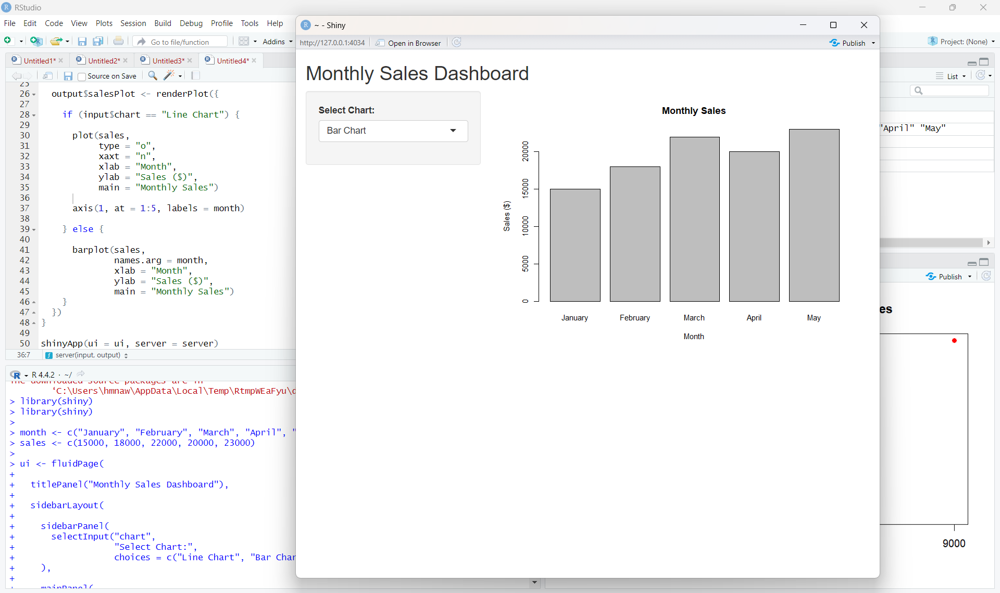 RStudio
File Edit Code View Plots Session Build Debug Profile Tools Help
Go to file/function Addins
Project: (None)
Untitled1* Untitled2* Untitled3* Untitled4*
Source on Save
25
26 output$salesPlot <- renderPlot({
27
28 if (input$chart == "Line Chart") {
29
30 plot(sales,
31 type = "o",
32 xaxt = "n",
33 xlab = "Month",
34 ylab = "Sales ($)",
35 main = "Monthly Sales")
36
37 axis(1, at = 1:5, labels = month)
38
39 } else {
40
41 barplot(sales,
42 names.arg = month,
43 xlab = "Month",
44 ylab = "Sales ($)",
45 main = "Monthly Sales")
46 }
47 })
48 }
49
50 shinyApp(ui = ui, server = server)
36:7 server(input, output)
R 4.4.2 · ~/
The downloaded source packages are in
‘C:\Users\hmnaw\AppData\Local\Temp\RtmpWEaFyu\
> library(shiny)
> library(shiny)
>
> month <- c("January", "February", "March", "April", "
> sales <- c(15000, 18000, 22000, 20000, 23000)
>
> ui <- fluidPage(
+
+ titlePanel("Monthly Sales Dashboard"),
+
+ sidebarLayout(
+
+ sidebarPanel(
+ selectInput("chart",
+ "Select Chart:",
+ choices = c("Line Chart", "Bar Char
+ ),
+
+ mainPanel(
~ - Shiny
http://127.0.0.1:4034 Open in Browser Publish
Monthly Sales Dashboard
Select Chart:
Bar Chart
Monthly Sales
Sales ($)
20000
15000
10000
5000
0
January February March April May
Month
List
"April" "May"
Publish
es
9000